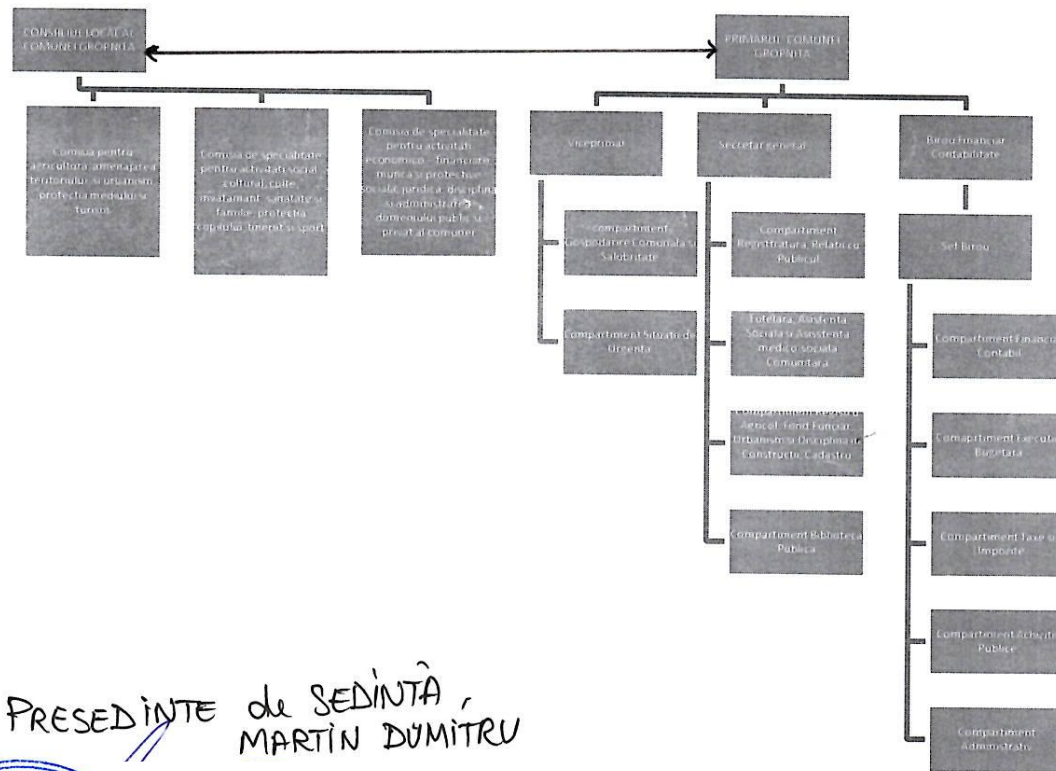 CONSILIUL LOCAL AL
COMUNEI GROPNITA
PRIMARUL COMUNEI
GROPNITA
Comisia pentru
agricultura, amenajarea
teritoriului si urbanism,
protectia mediului si
turism
Comisia de specialitate
pentru activitati social
cultural, culte,
invatamant, sanatate si
familie, protectia
copilului, tineret si sport
Comisia de specialitate
pentru activitati
economico - financiare,
munca si protectie
sociala, juridica, disciplina
si administrarea
domeniului public si
privat al comunei
Viceprimar
Secretar general
Birou Financiar
Contabilitate
compartiment
Gospodarire Comunala si
Salubritate
Compartiment Situatii de
Urgenta
Compartiment
Registratura, Relatii cu
Publicul
Tutelara, Asistenta
Sociala si Asisstenta
medico sociala
Comunitara
Compartiment Registru
Agricol, Fond Funciar,
Urbanism si Disciplina in
Constructii, Cadastru
Compartiment Biblioteca
Publica
Sef Birou
Compartiment Financiar
Contabil
Comapartiment Executie
Bugetara
Compartiment Taxe si
Impozite
Compartiment Achizitii
Publice
Compartiment
Administrativ
PRESEDINTE de SEDINTĂ,
MARTIN DUMITRU